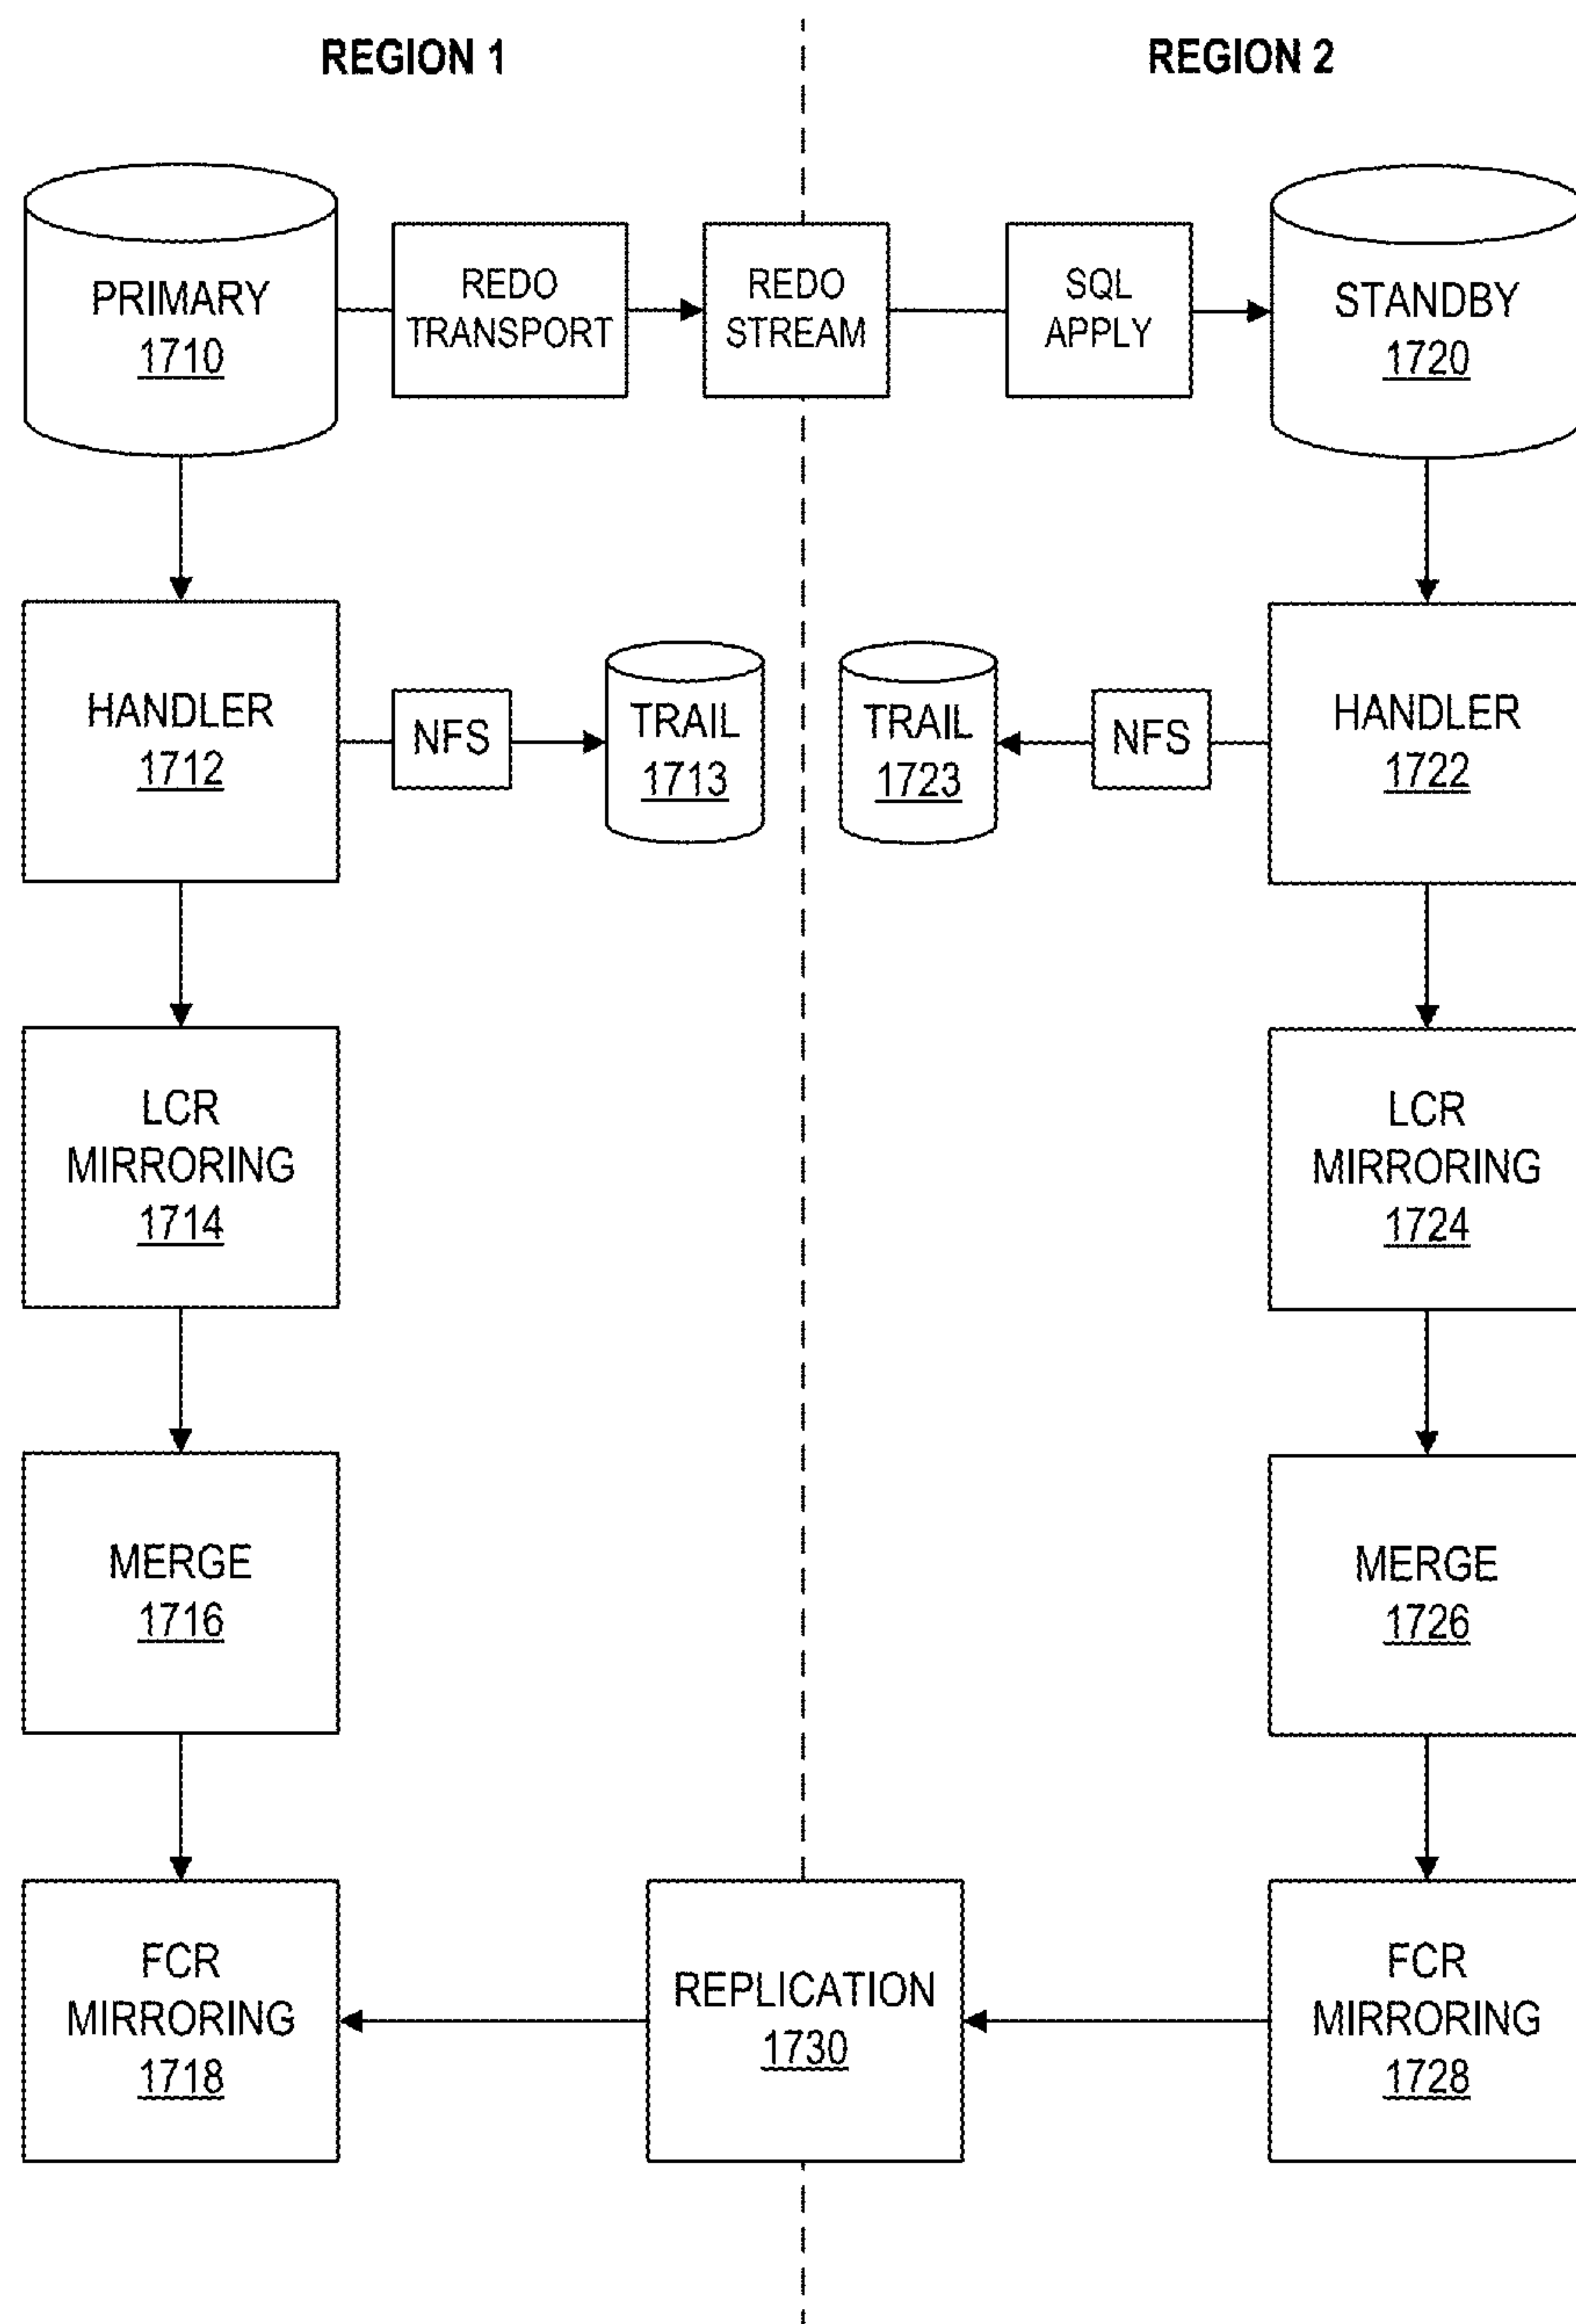 REGION 1
REGION 2
PRIMARY
1710
REDO
TRANSPORT
REDO
STREAM
SQL
APPLY
STANDBY
1720
HANDLER
1712
NFS
TRAIL
1713
TRAIL
1723
NFS
HANDLER
1722
LCR
MIRRORING
1714
LCR
MIRRORING
1724
MERGE
1716
MERGE
1726
FCR
MIRRORING
1718
REPLICATION
1730
FCR
MIRRORING
1728